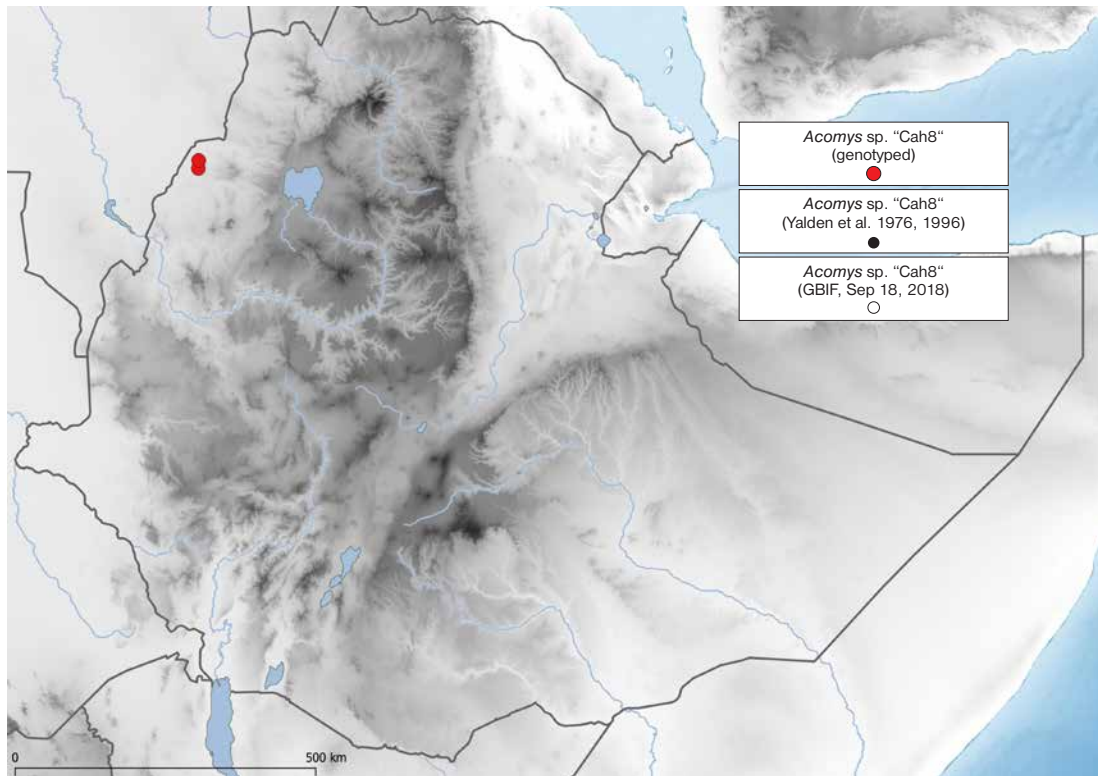 Acomys sp. "Cah8"
(genotyped)
Acomys sp. "Cah8"
(Yalden et al. 1976, 1996)
Acomys sp. "Cah8"
(GBIF, Sep 18, 2018)
0 500 km